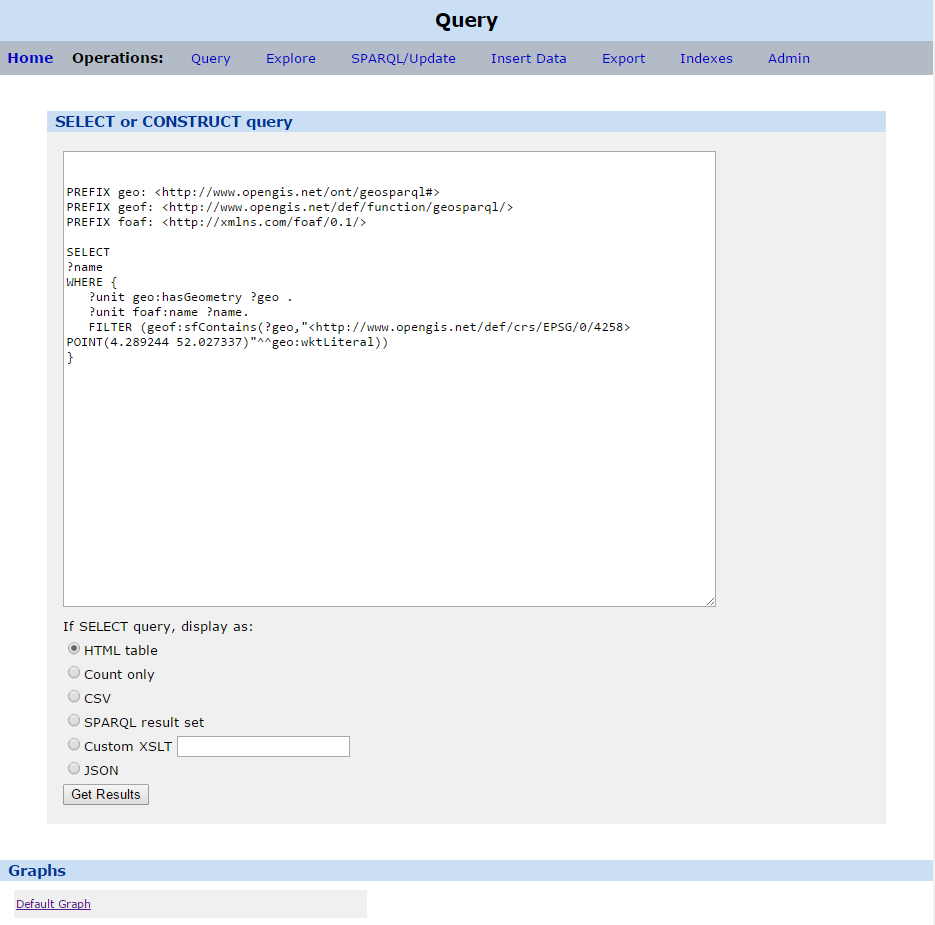 Query
Home Operations: Query Explore SPARQL/Update Insert Data Export Indexes Admin
SELECT or CONSTRUCT query
PREFIX geo: <http://www.opengis.net/ont/geosparql#>
PREFIX geof: <http://www.opengis.net/def/function/geosparql/>
PREFIX foaf: <http://xmlns.com/foaf/0.1/>
SELECT
?name
WHERE {
?unit geo:hasGeometry ?geo .
?unit foaf:name ?name.
FILTER (geof:sfContains(?geo,"<http://www.opengis.net/def/crs/EPSG/0/4258>
POINT(4.289244 52.027337)"^^geo:wktLiteral))
}
If SELECT query, display as:
HTML table
Count only
CSV
SPARQL result set
Custom XSLT
JSON
Get Results
Graphs
Default Graph